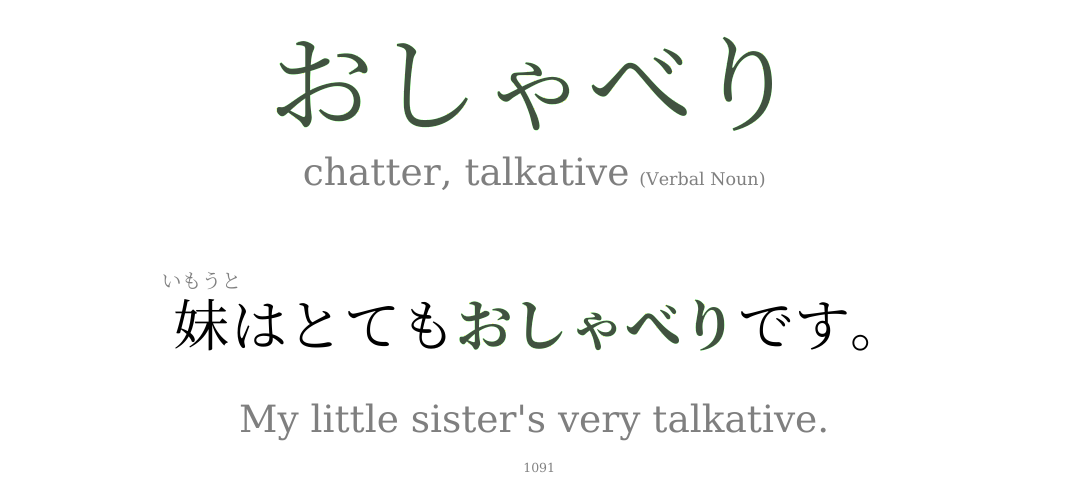 おしゃべり
chatter, talkative (Verbal Noun)
いもうと
妹はとてもおしゃべりです。
My little sister's very talkative.
1091